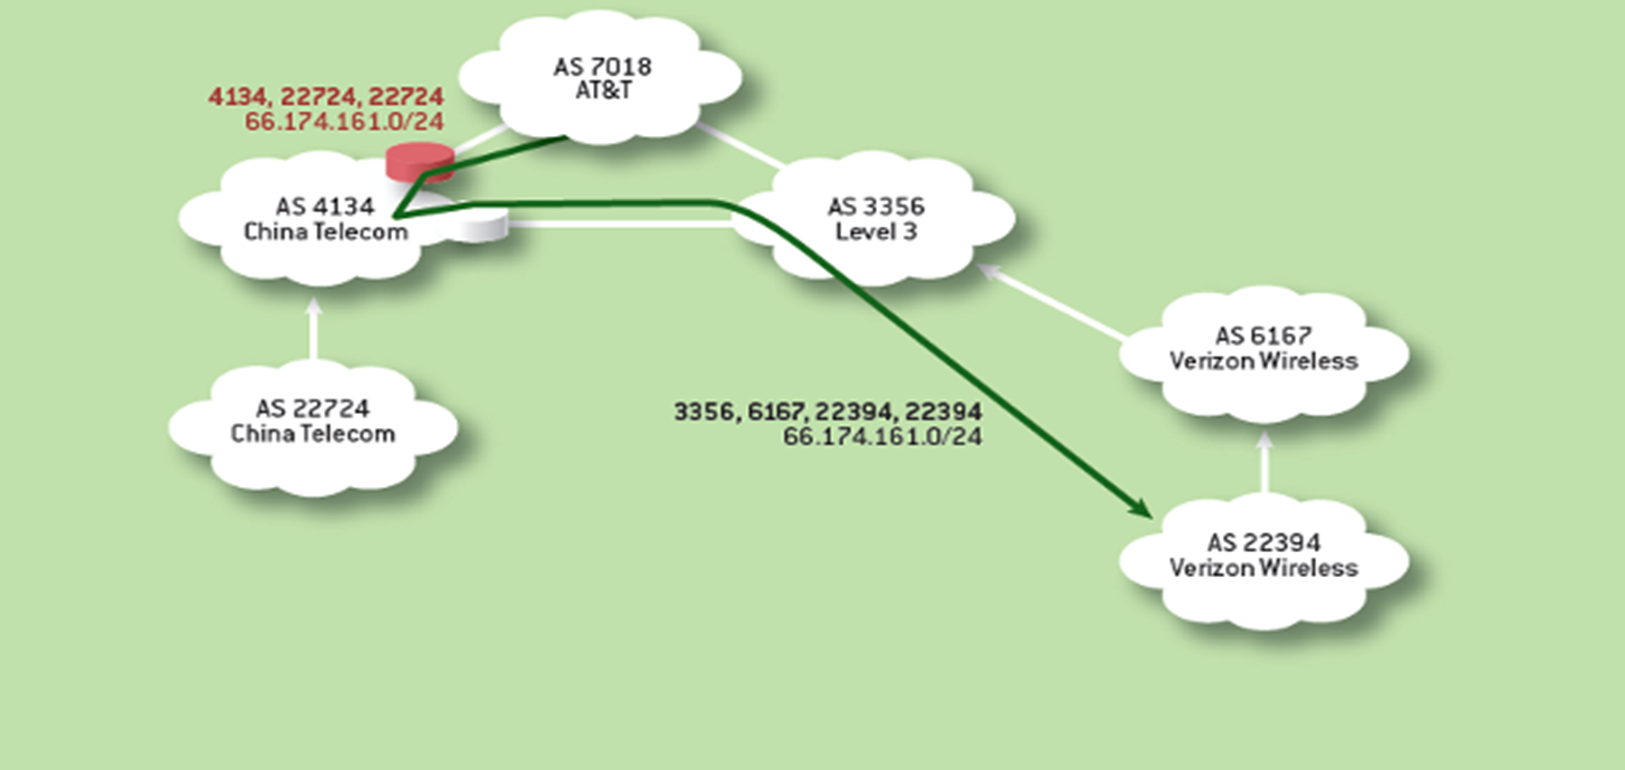 AS 7018
AT&T
4134, 22724, 22724
66.174.161.0/24
AS 4134
China Telecom
AS 3356
Level 3
AS 6167
Verizon Wireless
AS 22724
China Telecom
3356, 6167, 22394, 22394
66.174.161.0/24
AS 22394
Verizon Wireless